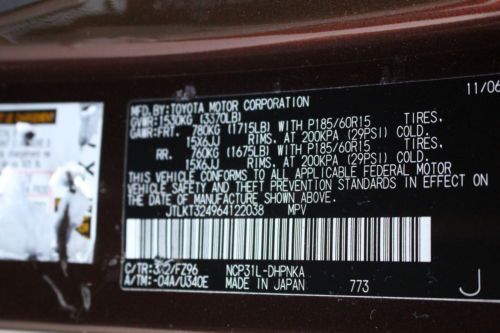 11/06
MFD.BY:TOYOTA MOTOR CORPORATION
GAWR:1530KG (3370LB)
GAWR:FRT. 780KG (1715LB) WITH P185/60R15 TIRES,
15X6JJ RIMS, AT 200KPA (29PSI) COLD.
RR. 760KG (1675LB) WITH P185/60R15 TIRES,
15X6JJ RIMS, AT 200KPA (29PSI) COLD.
THIS VEHICLE CONFORMS TO ALL APPLICABLE FEDERAL MOTOR
VEHICLE SAFETY AND THEFT PREVENTION STANDARDS IN EFFECT ON
THE DATE OF MANUFACTURE SHOWN ABOVE.
JTLKT324964122038 MPV
C/TR: /FZ96 NCP31L-DHPNKA
A/TM:-04A/U340E MADE IN JAPAN 773 J